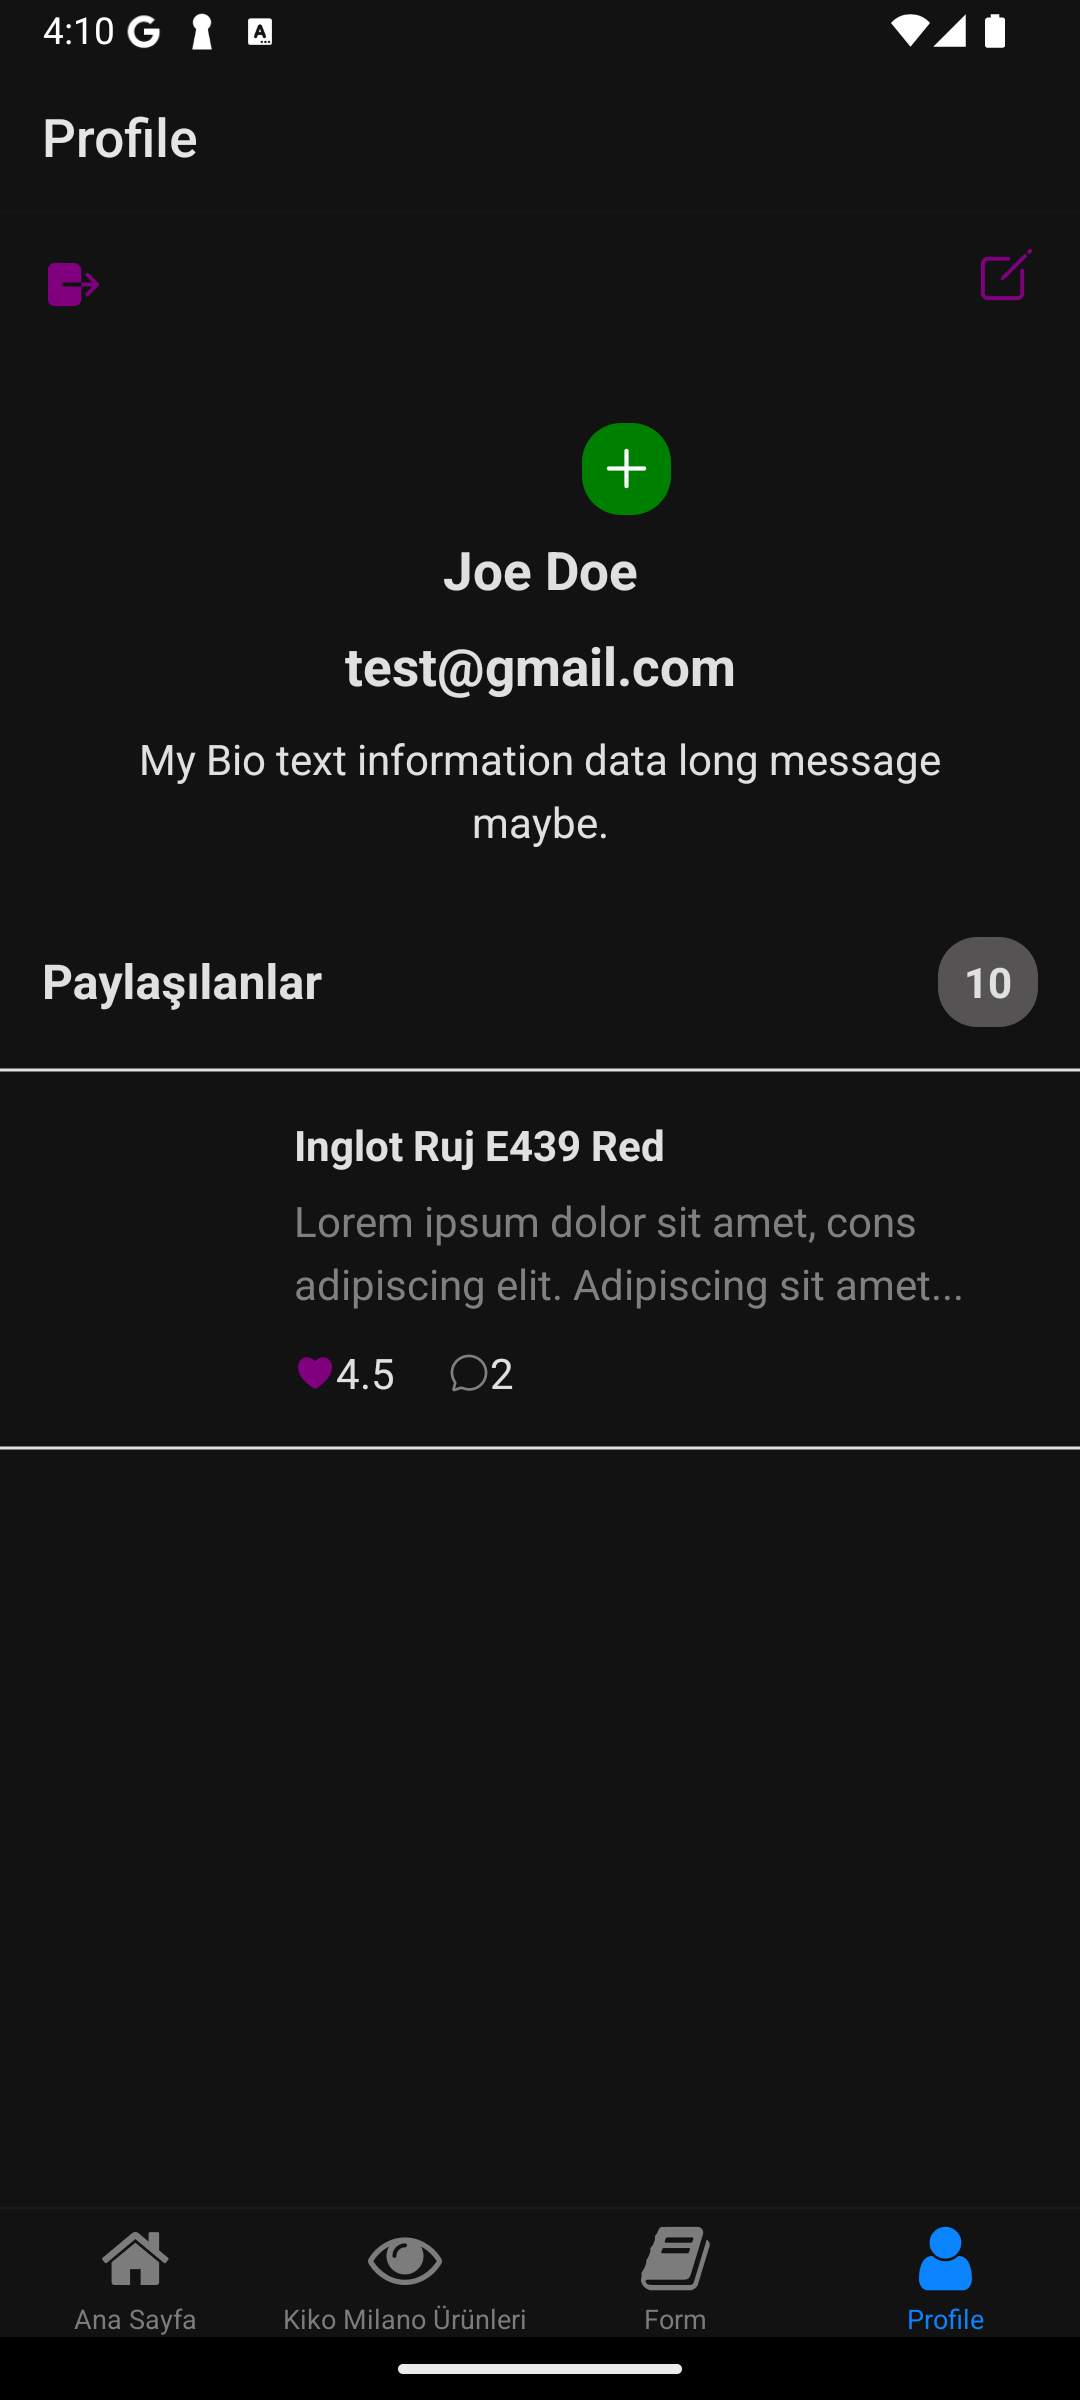 4:10
Profile
Joe Doe
test@gmail.com
My Bio text information data long message
maybe.
Paylaşılanlar
10
Inglot Ruj E439 Red
Lorem ipsum dolor sit amet, cons
adipiscing elit. Adipiscing sit amet...
4.5 2
Ana Sayfa
Kiko Milano Ürünleri
Form
Profile